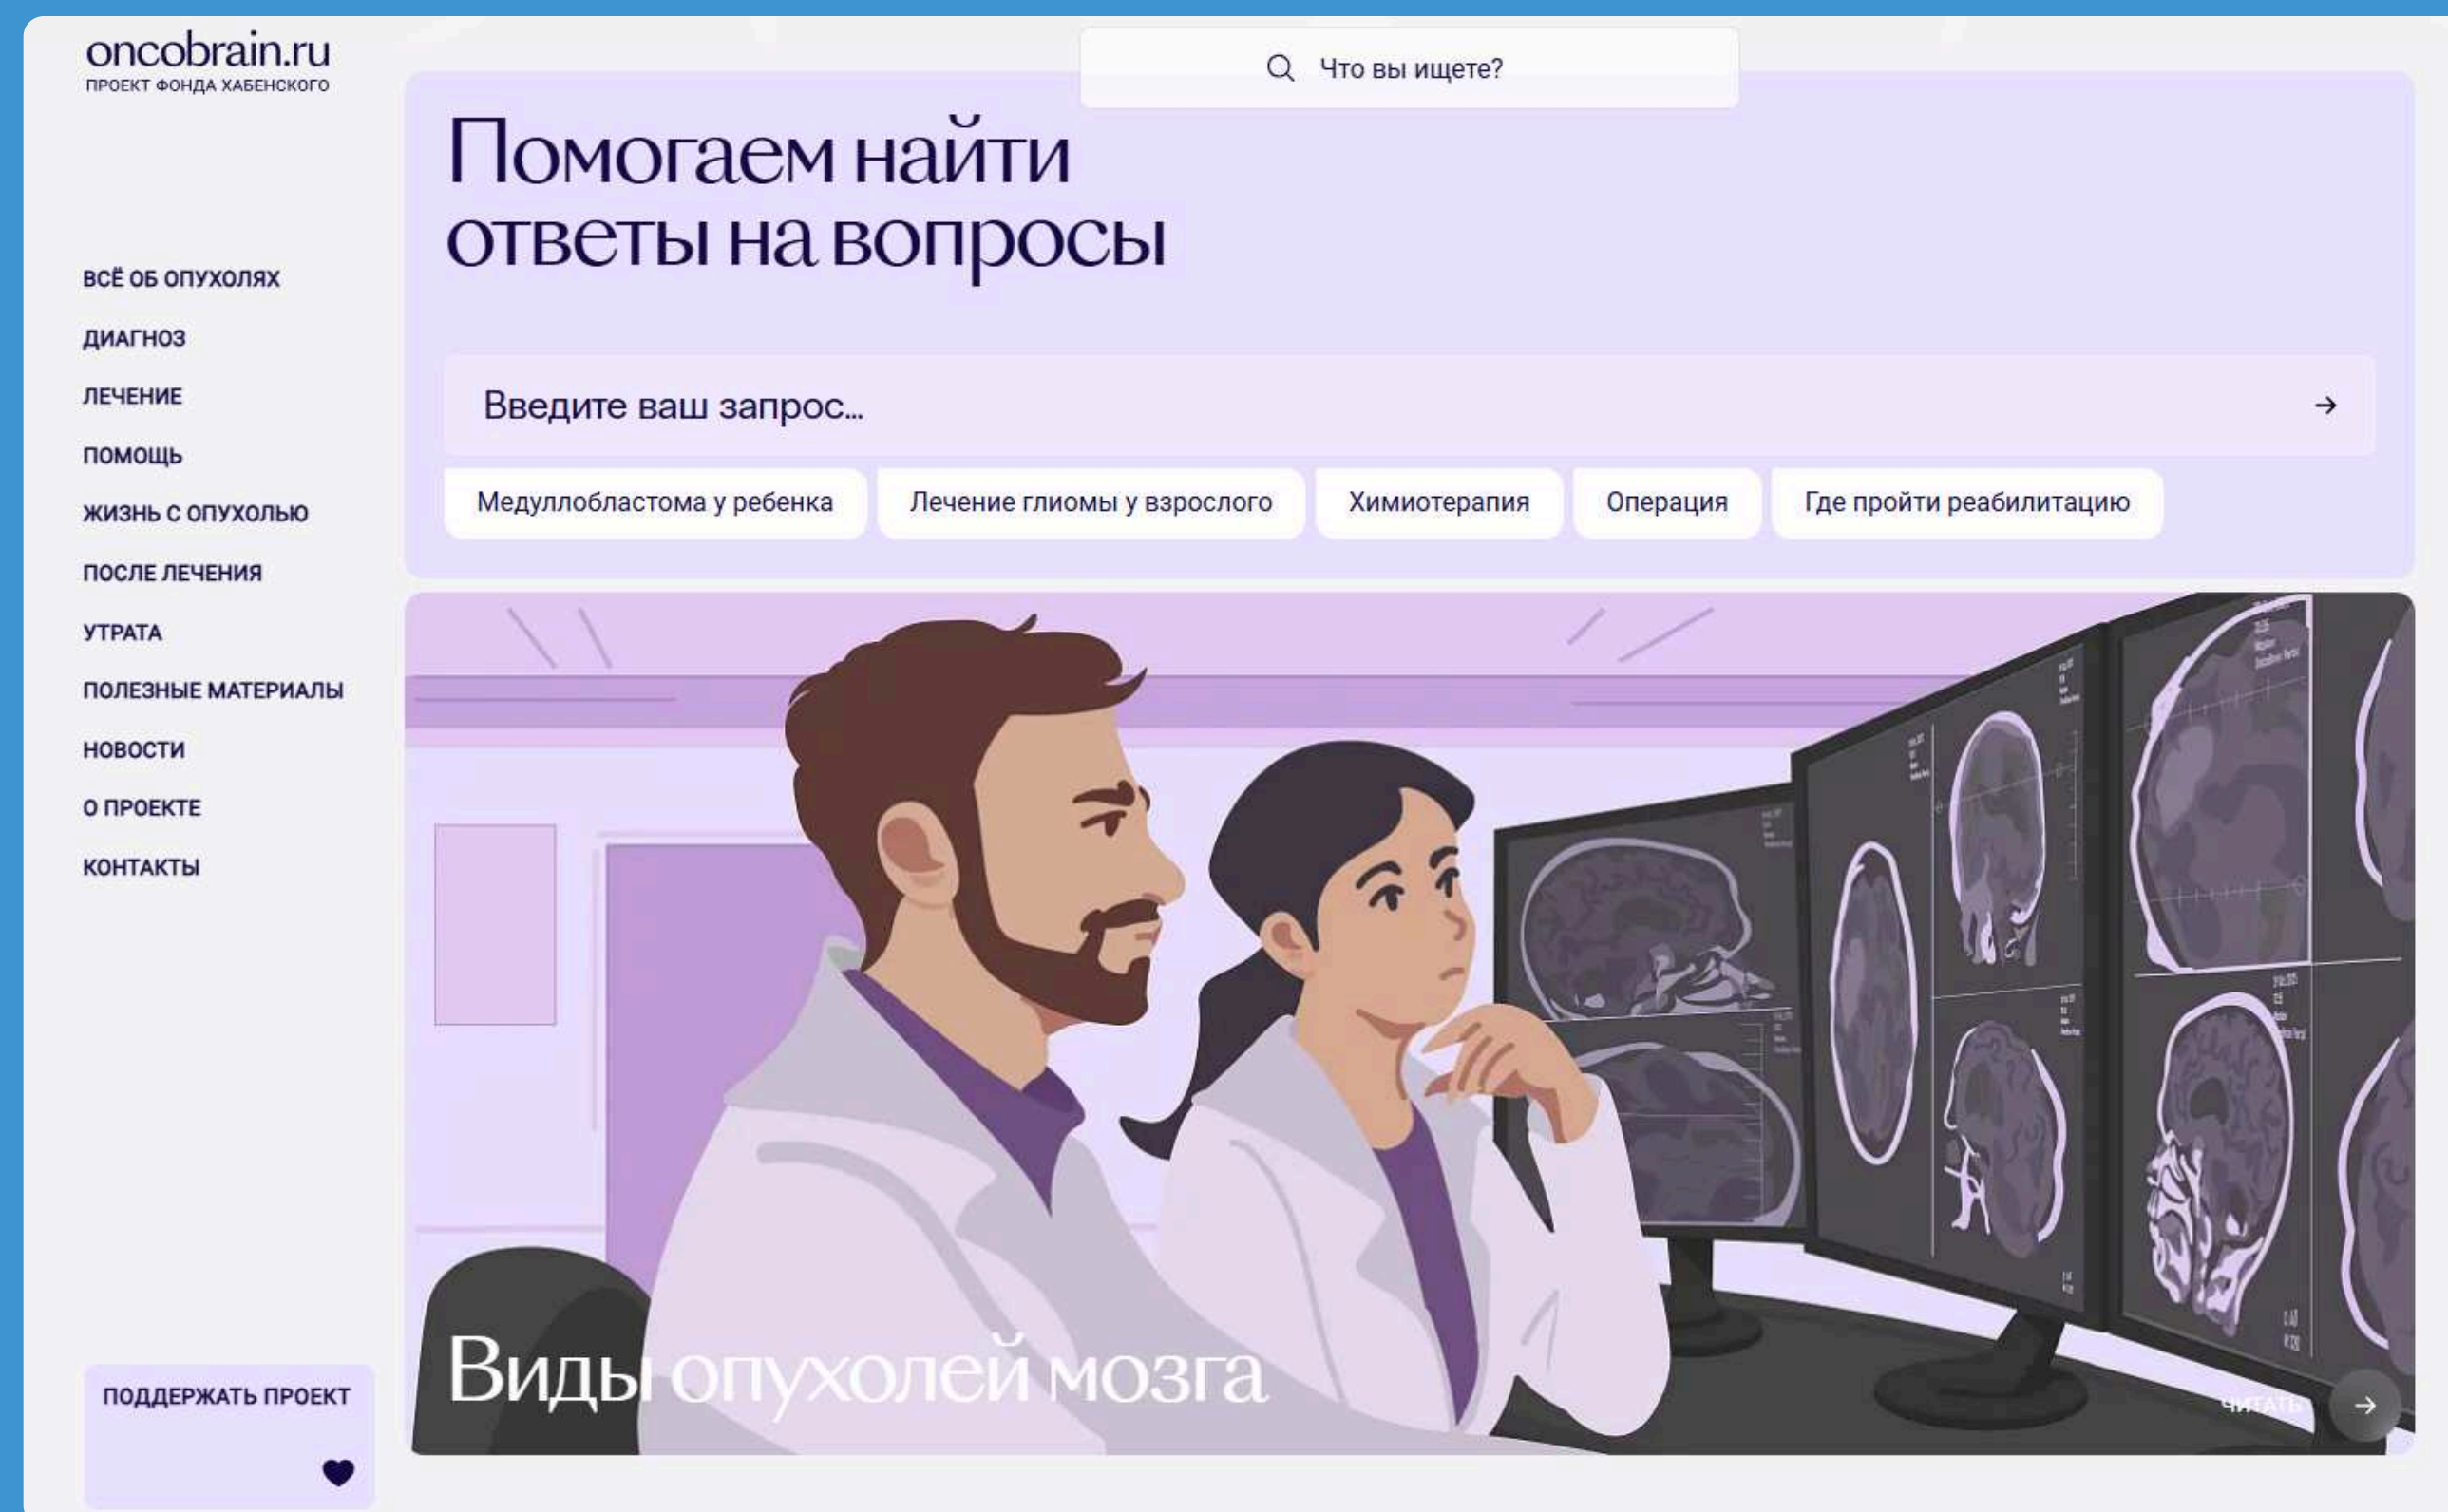 oncobrain.ru
ПРОЕКТ ФОНДА ХАБЕНСКОГО
Что вы ищете?
ВСЁ ОБ ОПУХОЛЯХ
ДИАГНОЗ
ЛЕЧЕНИЕ
ПОМОЩЬ
ЖИЗНЬ С ОПУХОЛЬЮ
ПОСЛЕ ЛЕЧЕНИЯ
УТРАТА
ПОЛЕЗНЫЕ МАТЕРИАЛЫ
НОВОСТИ
О ПРОЕКТЕ
КОНТАКТЫ
ПОДДЕРЖАТЬ ПРОЕКТ
Помогаем найти
ответы на вопросы
Введите ваш запрос...
Медуллобластома у ребенка
Лечение глиомы у взрослого
Химиотерапия
Операция
Где пройти реабилитацию
Виды опухолей мозга
ЧИТАТЬ